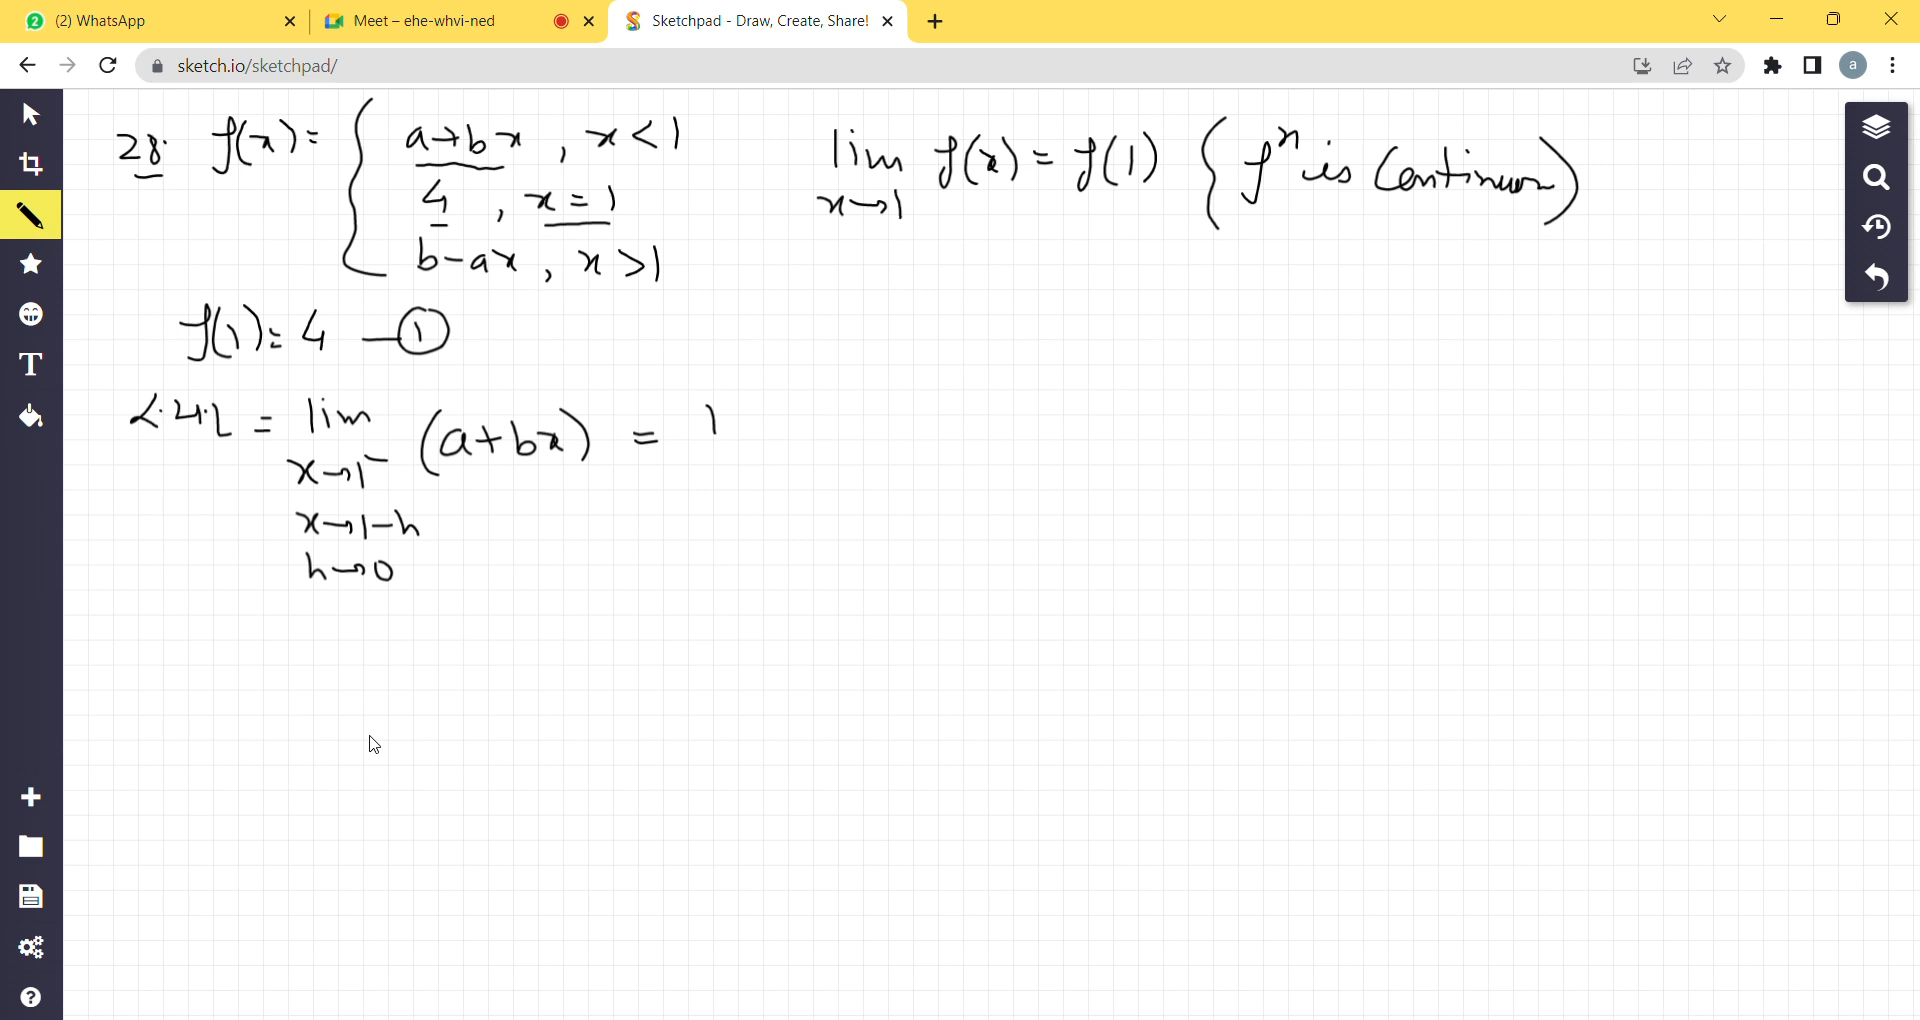 (2) WhatsApp
Meet – ehe-whvi-ned
Sketchpad - Draw, Create, Share!
sketch.io/sketchpad/
a
28. f(x) = { a+bx , x < 1
4 , x = 1
b-ax , x > 1
lim f(x) = f(1) { fⁿ is Continuous )
x→1
f(1) = 4 — ①
L.H.L = lim (a+bx) = l
x→1⁻
x→1-h
h→0
T